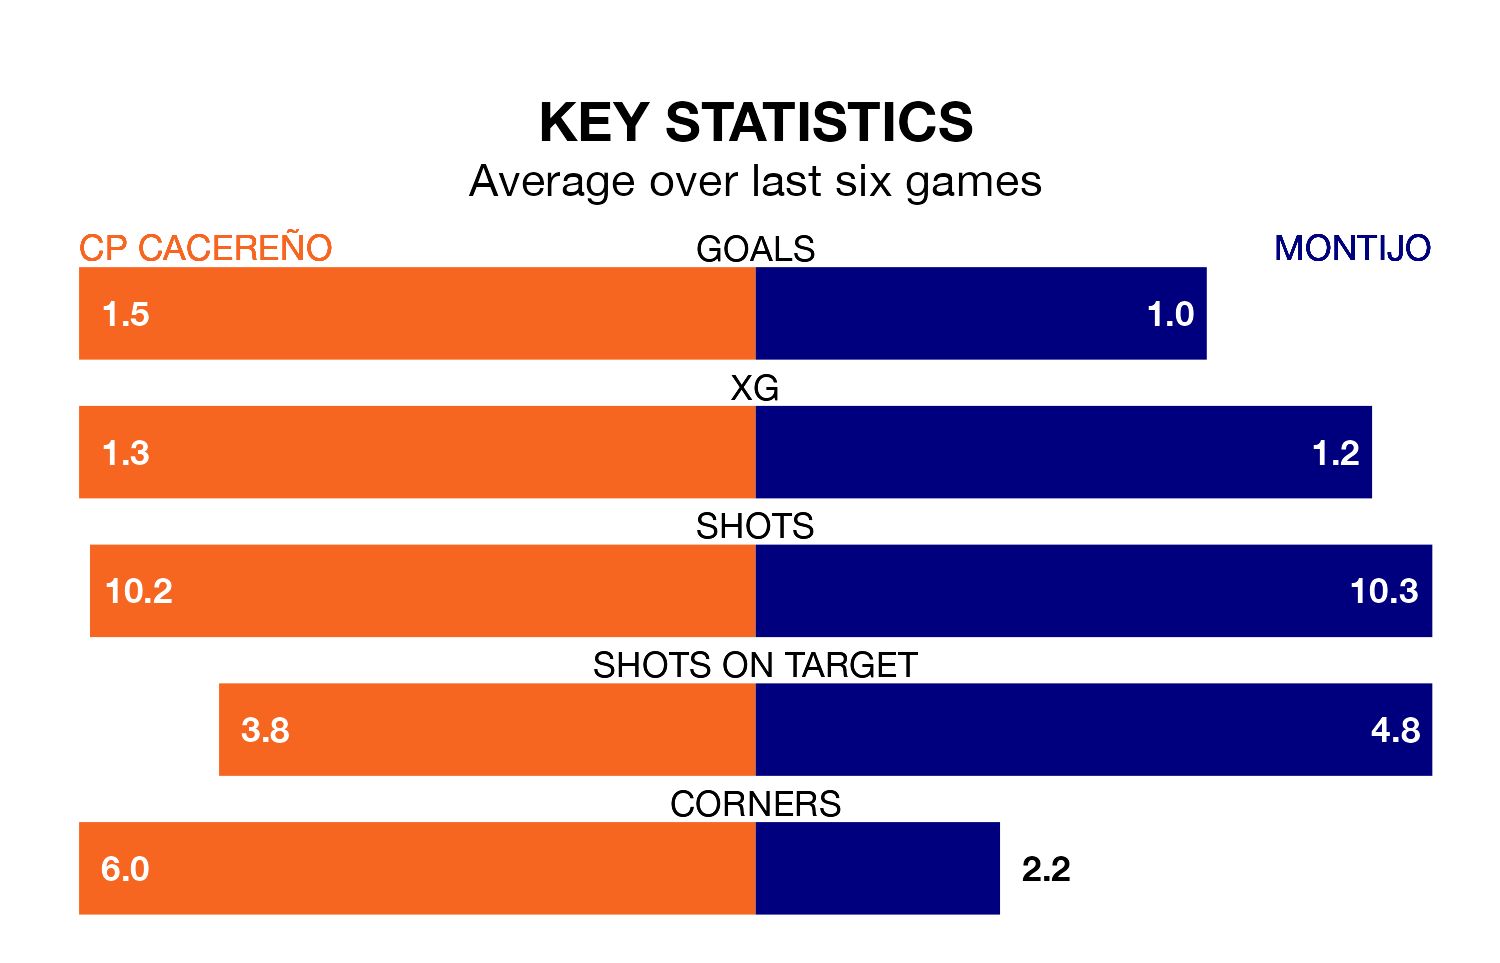 KEY STATISTICS
Average over last six games
CP CACEREÑO GOALS MONTIJO
1.5 1.0
XG
1.3 1.2
SHOTS
10.2 10.3
SHOTS ON TARGET
3.8 4.8
CORNERS
6.0 2.2